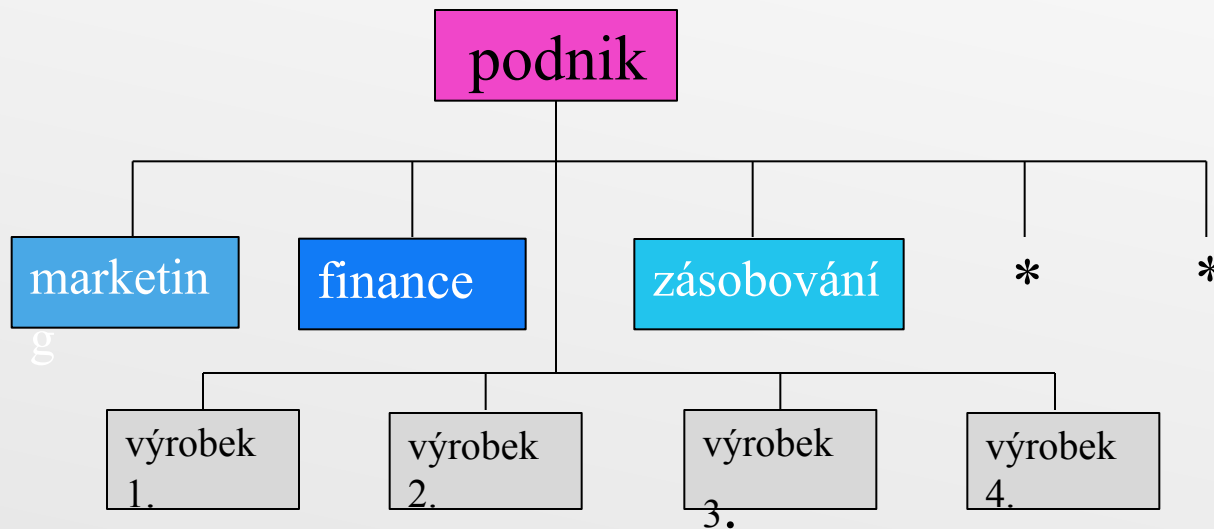 podnik
marketin
g
finance
zásobování
*
*
výrobek
1.
výrobek
2.
výrobek
3.
výrobek
4.